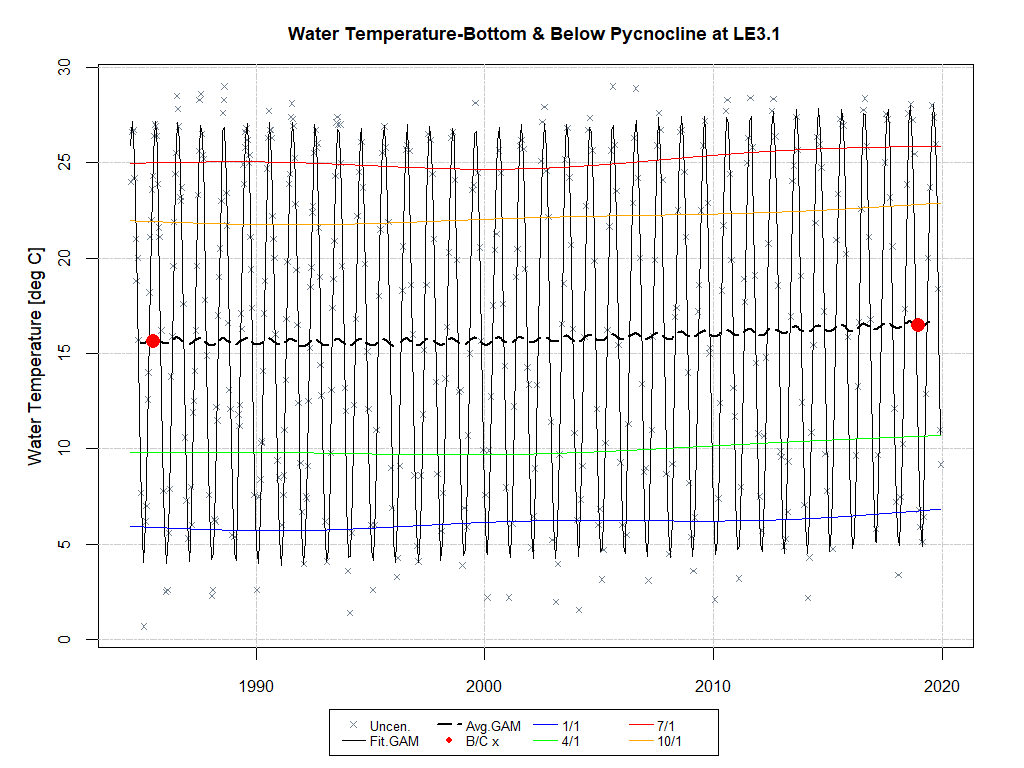 Water Temperature-Bottom & Below Pycnocline at LE3.1
Water Temperature [deg C]
30
25
20
15
10
5
0
1990 2000 2010 2020
Uncen. Avg.GAM 1/1 7/1
Fit.GAM B/C x 4/1 10/1